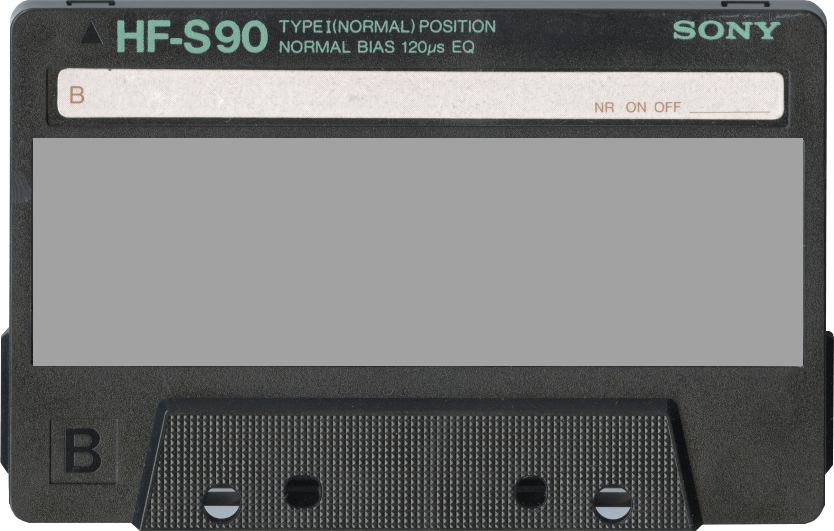 HF-S90 TYPE I (NORMAL) POSITION SONY
NORMAL BIAS 120µs EQ
B
NR ON OFF
B